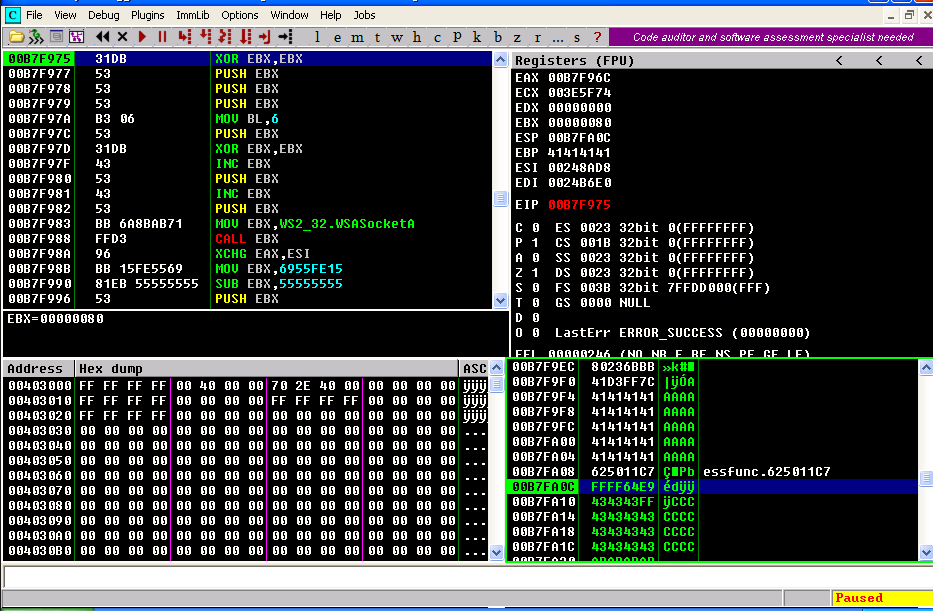 File View Debug Plugins ImmLib Options Window Help Jobs
l e m t w h c P k b z r ... s ? Code auditor and software assessment specialist needed
00B7F975 31DB XOR EBX,EBX
00B7F977 53 PUSH EBX
00B7F978 53 PUSH EBX
00B7F979 53 PUSH EBX
00B7F97A B3 06 MOV BL,6
00B7F97C 53 PUSH EBX
00B7F97D 31DB XOR EBX,EBX
00B7F97F 43 INC EBX
00B7F980 53 PUSH EBX
00B7F981 43 INC EBX
00B7F982 53 PUSH EBX
00B7F983 BB 6A8BAB71 MOV EBX,WS2_32.WSASocketA
00B7F988 FFD3 CALL EBX
00B7F98A 96 XCHG EAX,ESI
00B7F98B BB 15FE5569 MOV EBX,6955FE15
00B7F990 81EB 55555555 SUB EBX,55555555
00B7F996 53 PUSH EBX
EBX=00000080
Registers (FPU) < < <
EAX 00B7F96C
ECX 003E5F74
EDX 00000000
EBX 00000080
ESP 00B7FA0C
EBP 41414141
ESI 00248AD8
EDI 0024B6E0
EIP 00B7F975
C 0 ES 0023 32bit 0(FFFFFFFF)
P 1 CS 001B 32bit 0(FFFFFFFF)
A 0 SS 0023 32bit 0(FFFFFFFF)
Z 1 DS 0023 32bit 0(FFFFFFFF)
S 0 FS 003B 32bit 7FFDD000(FFF)
T 0 GS 0000 NULL
D 0
O 0 LastErr ERROR_SUCCESS (00000000)
EFL 00000246 (NO,NB,E,BE,NS,PE,GE,LE)
Address Hex dump ASC
00403000 FF FF FF FF 00 40 00 00 70 2E 40 00 00 00 00 00 ÿÿÿ
00403010 FF FF FF FF 00 00 00 00 FF FF FF FF 00 00 00 00 ÿÿÿ
00403020 FF FF FF FF 00 00 00 00 00 00 00 00 00 00 00 00 ÿÿÿ
00403030 00 00 00 00 00 00 00 00 00 00 00 00 00 00 00 00 ...
00403040 00 00 00 00 00 00 00 00 00 00 00 00 00 00 00 00 ...
00403050 00 00 00 00 00 00 00 00 00 00 00 00 00 00 00 00 ...
00403060 00 00 00 00 00 00 00 00 00 00 00 00 00 00 00 00 ...
00403070 00 00 00 00 00 00 00 00 00 00 00 00 00 00 00 00 ...
00403080 00 00 00 00 00 00 00 00 00 00 00 00 00 00 00 00 ...
00403090 00 00 00 00 00 00 00 00 00 00 00 00 00 00 00 00 ...
004030A0 00 00 00 00 00 00 00 00 00 00 00 00 00 00 00 00 ...
004030B0 00 00 00 00 00 00 00 00 00 00 00 00 00 00 00 00 ...
00B7F9EC 80236BBB »k#
00B7F9F0 41D3FF7C |ÿÓA
00B7F9F4 41414141 AAAA
00B7F9F8 41414141 AAAA
00B7F9FC 41414141 AAAA
00B7FA00 41414141 AAAA
00B7FA04 41414141 AAAA
00B7FA08 625011C7 Ç Pb essfunc.625011C7
00B7FA0C FFFF64E9 édÿÿ
00B7FA10 434343FF ÿCCC
00B7FA14 43434343 CCCC
00B7FA18 43434343 CCCC
00B7FA1C 43434343 CCCC
Paused